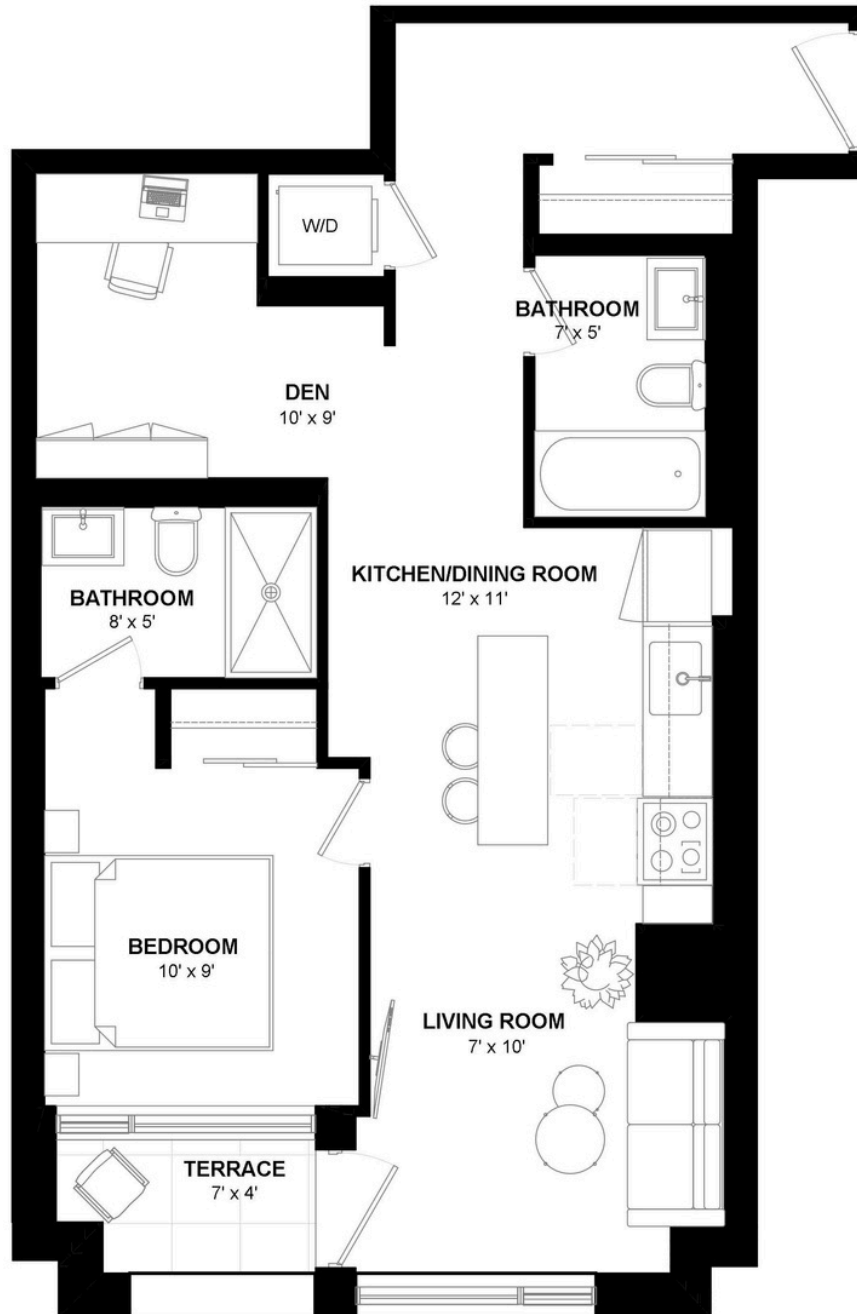 W/D
BATHROOM
7' x 5'
DEN
10' x 9'
KITCHEN/DINING ROOM
12' x 11'
BATHROOM
8' x 5'
BEDROOM
10' x 9'
LIVING ROOM
7' x 10'
TERRACE
7' x 4'